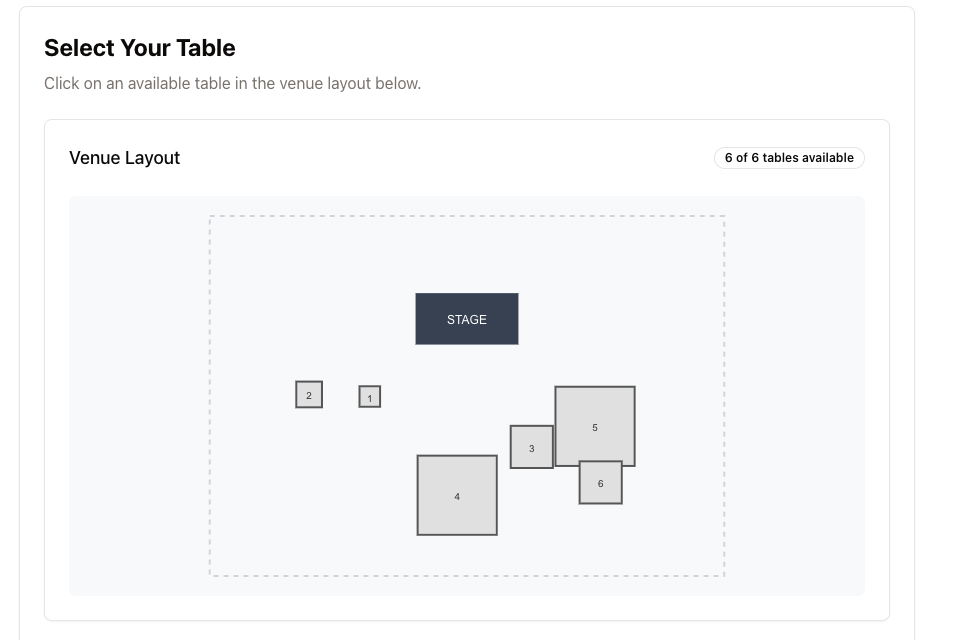 Select Your Table
Click on an available table in the venue layout below.
Venue Layout
6 of 6 tables available
STAGE
2
1
5
3
6
4